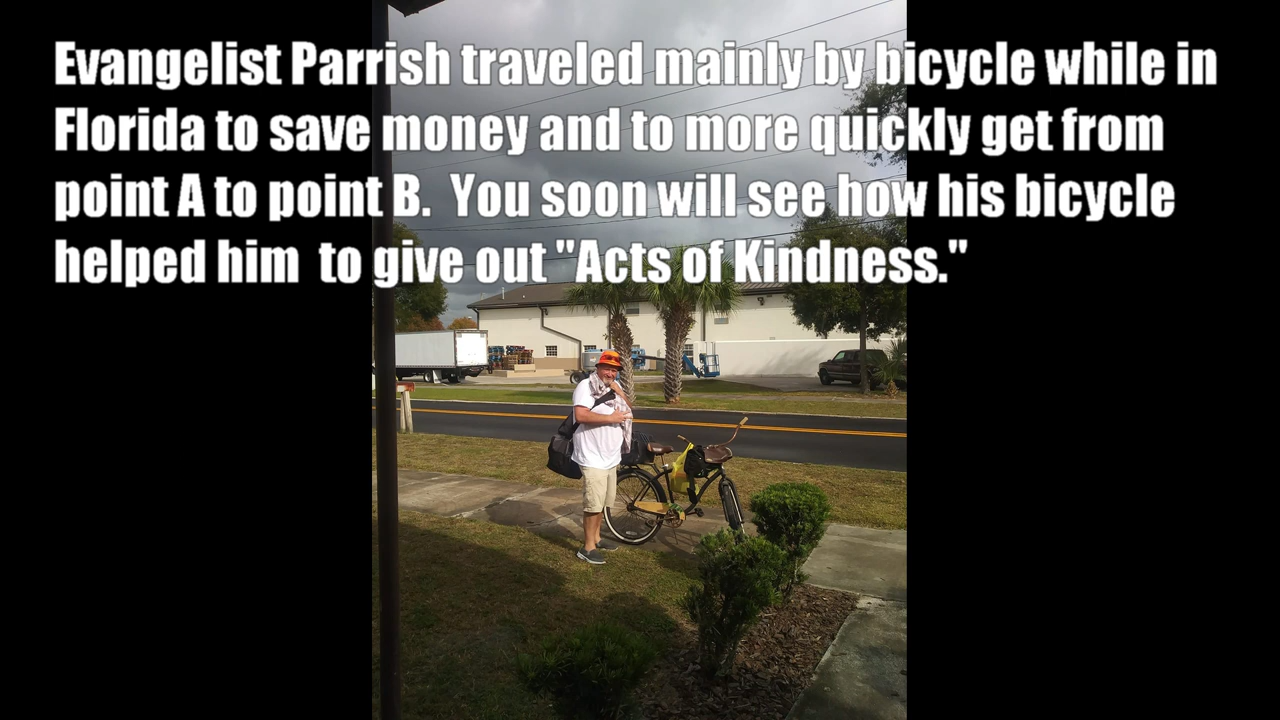 Evangelist Parrish traveled mainly by bicycle while in
Florida to save money and to more quickly get from
point A to point B.  You soon will see how his bicycle
helped him  to give out "Acts of Kindness."